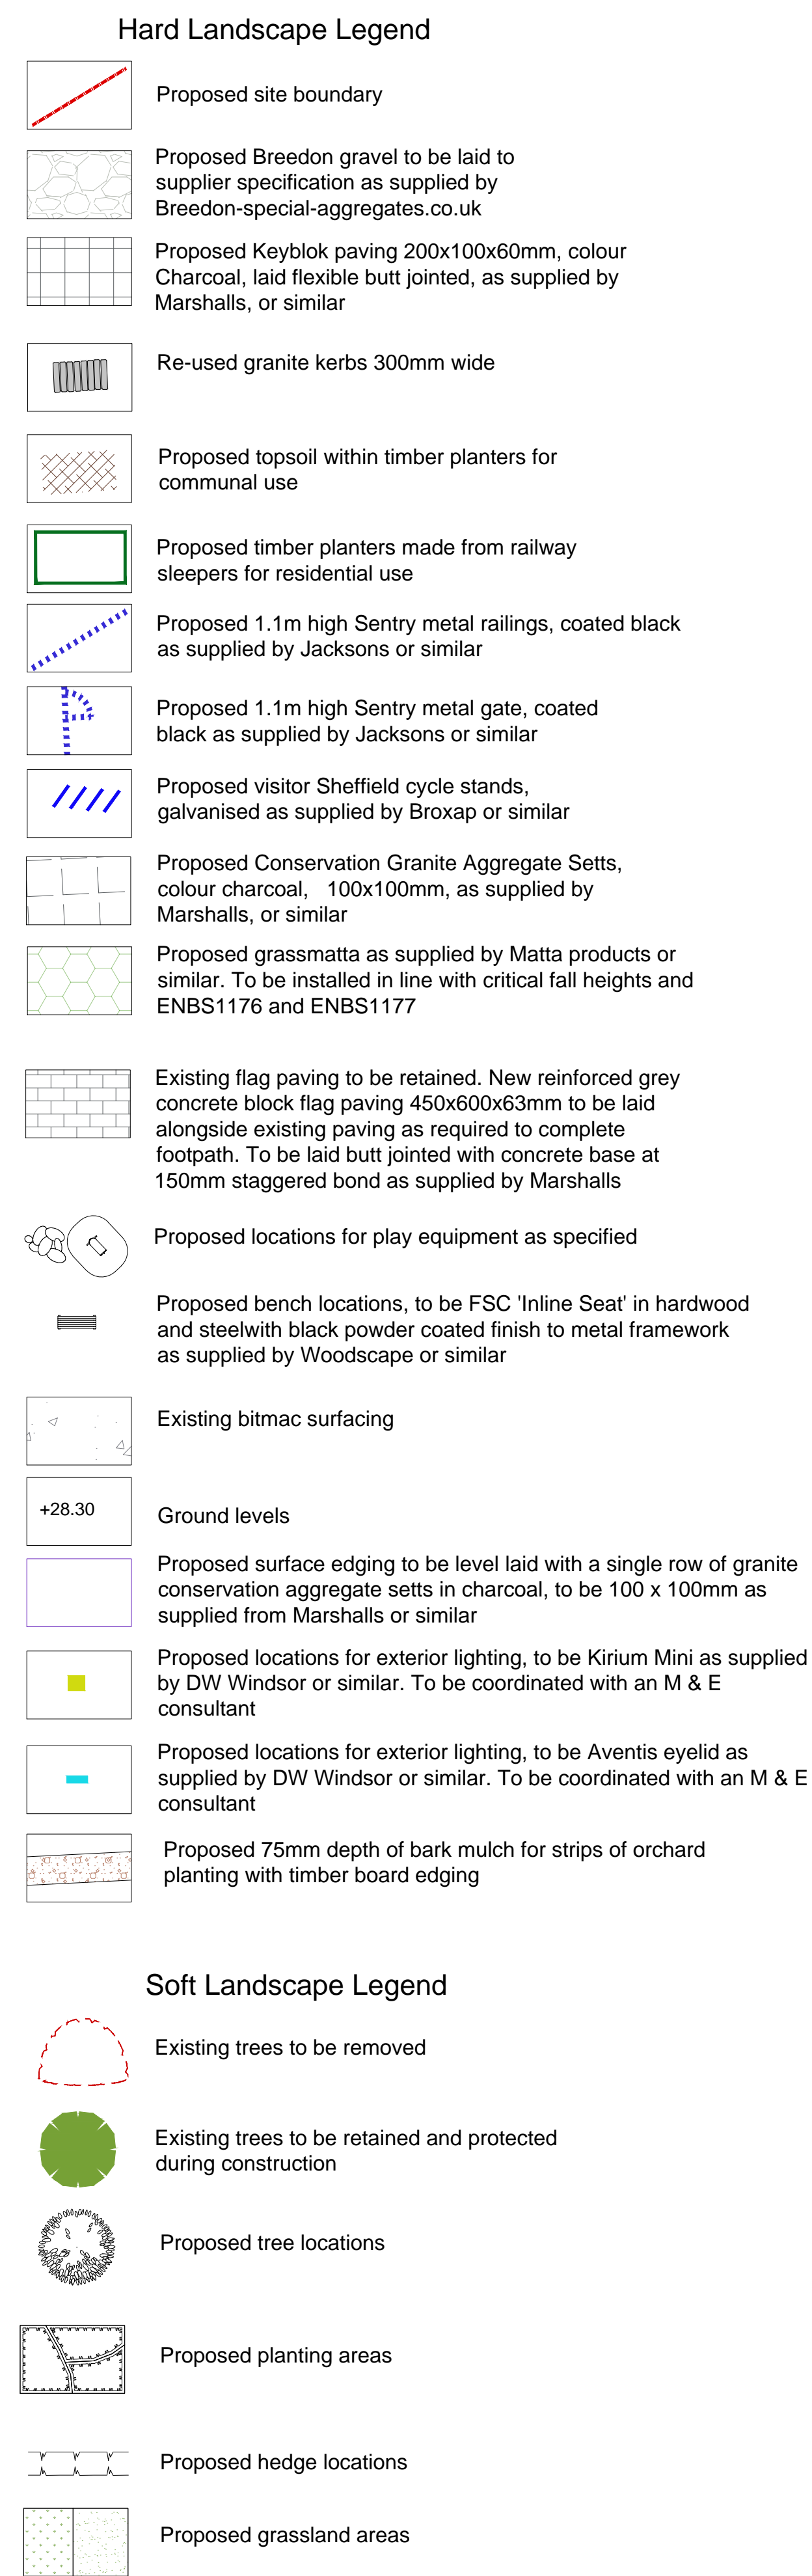 Hard Landscape Legend
Proposed site boundary
Proposed Breedon gravel to be laid to
supplier specification as supplied by
Breedon-special-aggregates.co.uk
Proposed Keyblok paving 200x100x60mm, colour
Charcoal, laid flexible butt jointed, as supplied by
Marshalls, or similar
Re-used granite kerbs 300mm wide
Proposed topsoil within timber planters for
communal use
Proposed timber planters made from railway
sleepers for residential use
Proposed 1.1m high Sentry metal railings, coated black
as supplied by Jacksons or similar
Proposed 1.1m high Sentry metal gate, coated
black as supplied by Jacksons or similar
Proposed visitor Sheffield cycle stands,
galvanised as supplied by Broxap or similar
Proposed Conservation Granite Aggregate Setts,
colour charcoal, 100x100mm, as supplied by
Marshalls, or similar
Proposed grassmatta as supplied by Matta products or
similar. To be installed in line with critical fall heights and
ENBS1176 and ENBS1177
Existing flag paving to be retained. New reinforced grey
concrete block flag paving 450x600x63mm to be laid
alongside existing paving as required to complete
footpath. To be laid butt jointed with concrete base at
150mm staggered bond as supplied by Marshalls
Proposed locations for play equipment as specified
Proposed bench locations, to be FSC 'Inline Seat' in hardwood
and steelwith black powder coated finish to metal framework
as supplied by Woodscape or similar
Existing bitmac surfacing
+28.30
Ground levels
Proposed surface edging to be level laid with a single row of granite
conservation aggregate setts in charcoal, to be 100 x 100mm as
supplied from Marshalls or similar
Proposed locations for exterior lighting, to be Kirium Mini as supplied
by DW Windsor or similar. To be coordinated with an M & E
consultant
Proposed locations for exterior lighting, to be Aventis eyelid as
supplied by DW Windsor or similar. To be coordinated with an M & E
consultant
Proposed 75mm depth of bark mulch for strips of orchard
planting with timber board edging
Soft Landscape Legend
Existing trees to be removed
Existing trees to be retained and protected
during construction
Proposed tree locations
Proposed planting areas
Proposed hedge locations
Proposed grassland areas